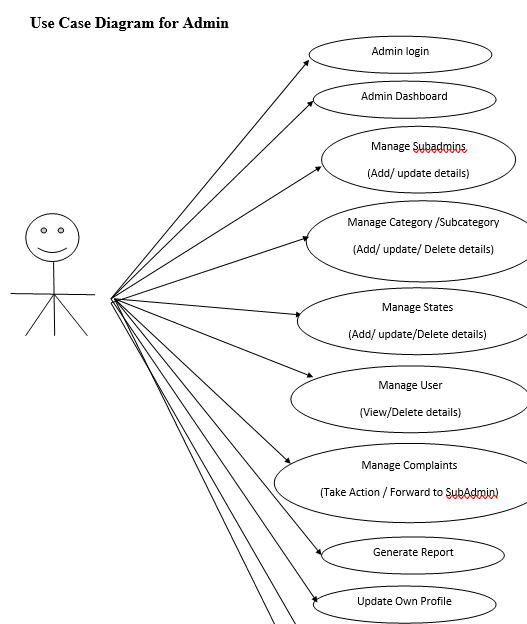 Use Case Diagram for Admin
Admin login
Admin Dashboard
Manage Subadmins
(Add/ update details)
Manage Category /Subcategory
(Add/ update/ Delete details)
Manage States
(Add/ update/Delete details)
Manage User
(View/Delete details)
Manage Complaints
(Take Action / Forward to SubAdmin)
Generate Report
Update Own Profile